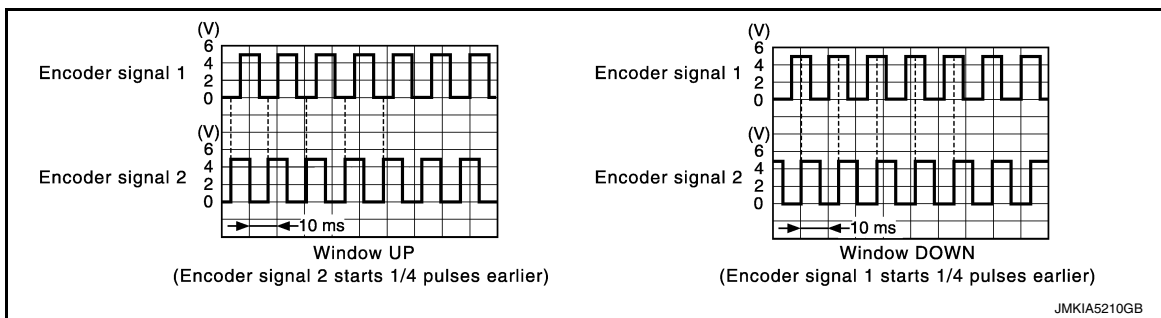 (V)
6
4
2
0
Encoder signal 1
(V)
6
4
2
0
Encoder signal 2
10 ms
Window UP
(Encoder signal 2 starts 1/4 pulses earlier)
(V)
6
4
2
0
Encoder signal 1
(V)
6
4
2
0
Encoder signal 2
10 ms
Window DOWN
(Encoder signal 1 starts 1/4 pulses earlier)
JMKIA5210GB